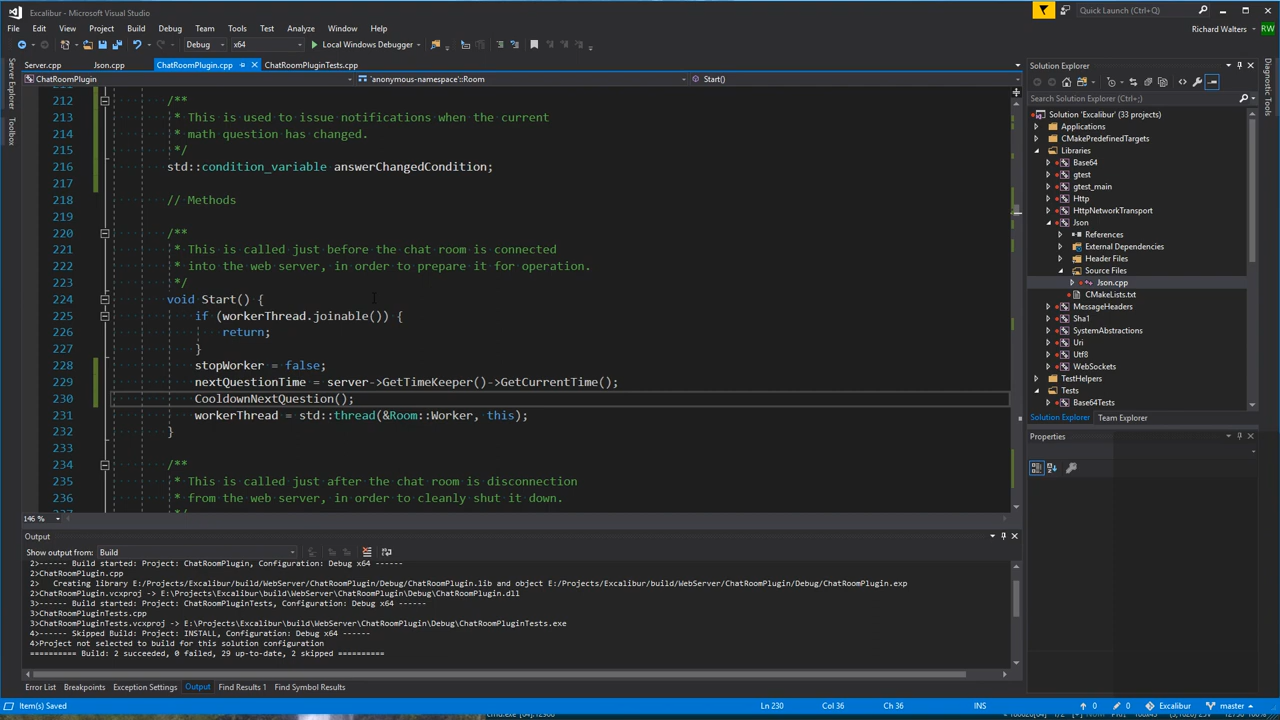 Excalibur - Microsoft Visual Studio
Quick Launch (Ctrl+Q)
File Edit View Project Build Debug Team Tools Test Analyze Window Help
Richard Walters RW
Debug x64 Local Windows Debugger
Server.cpp Json.cpp ChatRoomPlugin.cpp ChatRoomPluginTests.cpp
ChatRoomPlugin `anonymous-namespace'::Room Start()
212 /**
213 * This is used to issue notifications when the current
214 * math question has changed.
215 */
216 std::condition_variable answerChangedCondition;
217
218 // Methods
219
220 /**
221 * This is called just before the chat room is connected
222 * into the web server, in order to prepare it for operation.
223 */
224 void Start() {
225 if (workerThread.joinable()) {
226 return;
227 }
228 stopWorker = false;
229 nextQuestionTime = server->GetTimeKeeper()->GetCurrentTime();
230 CooldownNextQuestion();
231 workerThread = std::thread(&Room::Worker, this);
232 }
233
234 /**
235 * This is called just after the chat room is disconnection
236 * from the web server, in order to cleanly shut it down.
146 %
Server Explorer
Toolbox
Output
Show output from: Build
2>------ Build started: Project: ChatRoomPlugin, Configuration: Debug x64 ------
2>ChatRoomPlugin.cpp
2> Creating library E:/Projects/Excalibur/build/WebServer/ChatRoomPlugin/Debug/ChatRoomPlugin.lib and object E:/Projects/Excalibur/build/WebServer/ChatRoomPlugin/Debug/ChatRoomPlugin.exp
2>ChatRoomPlugin.vcxproj -> E:\Projects\Excalibur\build\WebServer\ChatRoomPlugin\Debug\ChatRoomPlugin.dll
3>------ Build started: Project: ChatRoomPluginTests, Configuration: Debug x64 ------
3>ChatRoomPluginTests.cpp
3>ChatRoomPluginTests.vcxproj -> E:\Projects\Excalibur\build\WebServer\ChatRoomPlugin\Debug\ChatRoomPluginTests.exe
4>------ Skipped Build: Project: INSTALL, Configuration: Debug x64 ------
4>Project not selected to build for this solution configuration
========== Build: 2 succeeded, 0 failed, 29 up-to-date, 2 skipped ==========
Error List Breakpoints Exception Settings Output Find Results 1 Find Symbol Results
Solution Explorer
Search Solution Explorer (Ctrl+;)
Solution 'Excalibur' (33 projects)
Applications
CMakePredefinedTargets
Libraries
Base64
gtest
gtest_main
Http
HttpNetworkTransport
Json
References
External Dependencies
Header Files
Source Files
Json.cpp
CMakeLists.txt
MessageHeaders
Sha1
SystemAbstractions
Uri
Utf8
WebSockets
TestHelpers
Tests
Base64Tests
Solution Explorer Team Explorer
Properties
Diagnostic Tools
Item(s) Saved Ln 230 Col 36 Ch 36 INS 0 2 Excalibur master